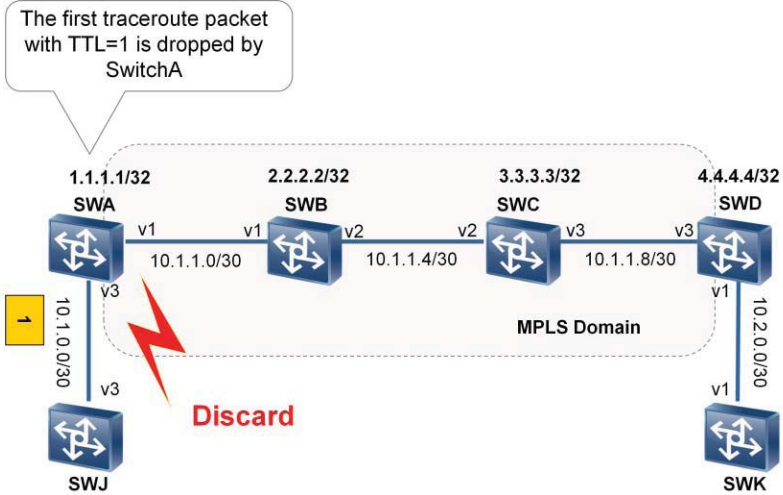 The first traceroute packet
with TTL=1 is dropped by
SwitchA
1.1.1.1/32
2.2.2.2/32
3.3.3.3/32
4.4.4.4/32
SWA
SWB
SWC
SWD
v1
v1
v2
v2
v3
v3
10.1.1.0/30
10.1.1.4/30
10.1.1.8/30
v3
v1
1
10.1.0.0/30
MPLS Domain
10.2.0.0/30
v3
v1
Discard
SWJ
SWK